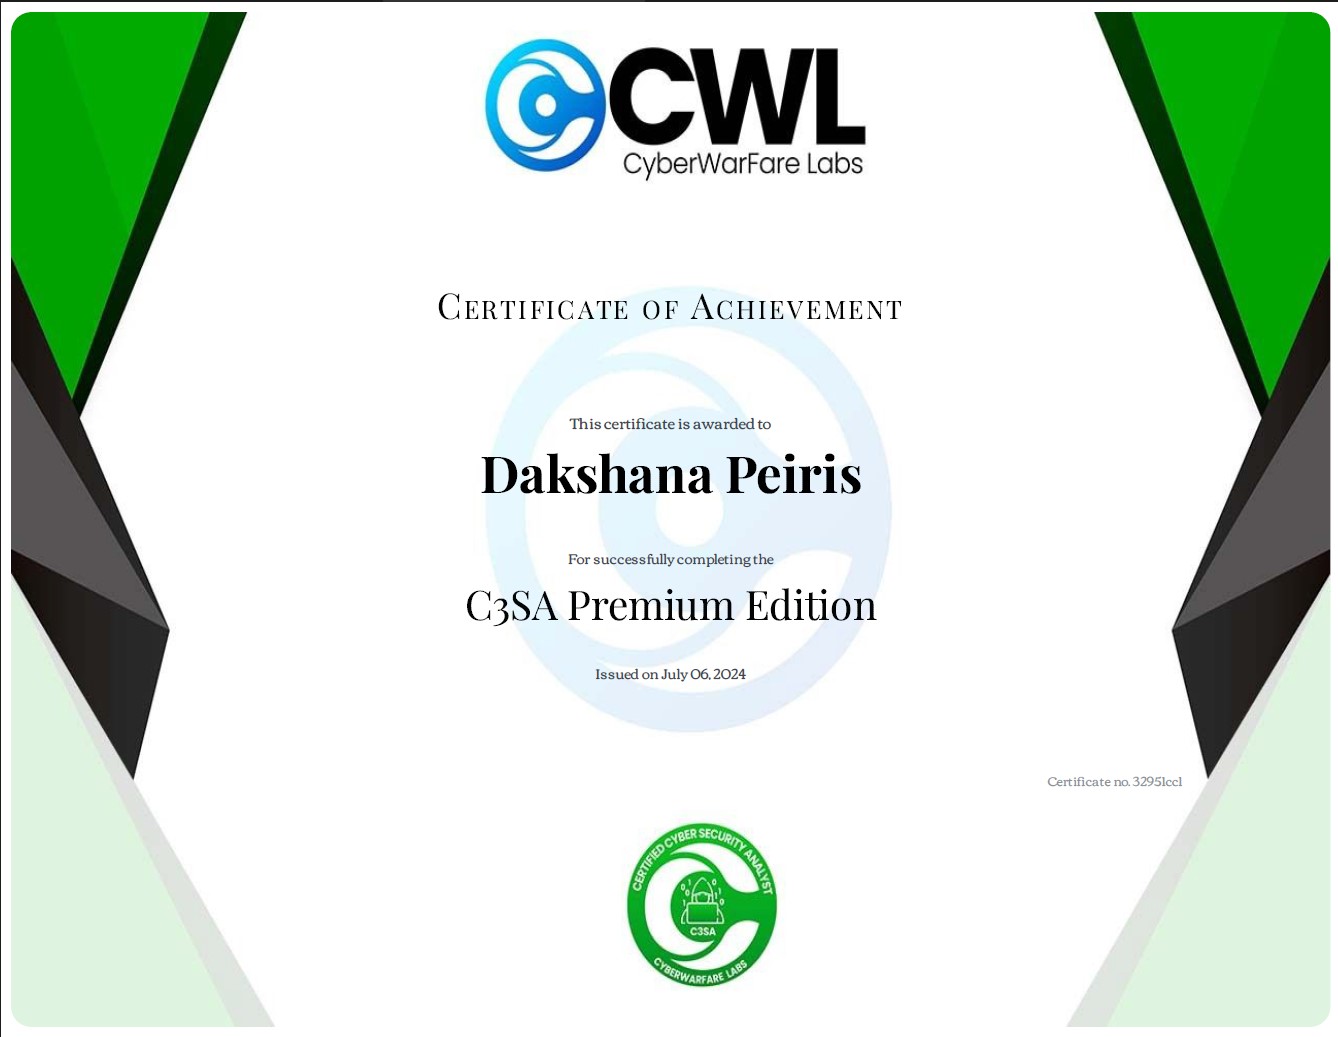 CWL
CyberWarFare Labs
Certificate of Achievement
This certificate is awarded to
Dakshana Peiris
For successfully completing the
C3SA Premium Edition
Issued on July 06, 2024
Certificate no. 32951cc1
CERTIFIED CYBER SECURITY ANALYST
C3SA
CYBERWARFARE LABS